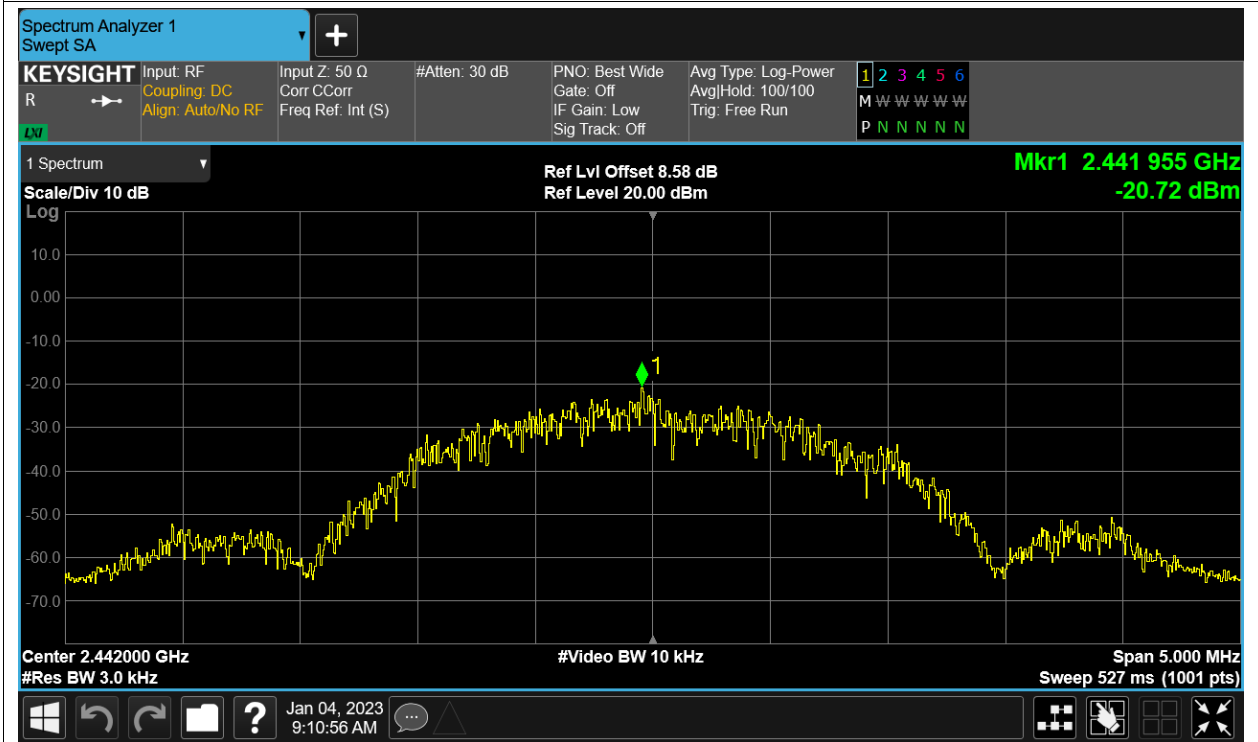 Spectrum Analyzer 1
Swept SA
+
KEYSIGHT
R
LXI
Input: RF
Coupling: DC
Align: Auto/No RF
Input Z: 50 Ω
Corr CCorr
Freq Ref: Int (S)
#Atten: 30 dB
PNO: Best Wide
Gate: Off
IF Gain: Low
Sig Track: Off
Avg Type: Log-Power
Avg|Hold: 100/100
Trig: Free Run
1 2 3 4 5 6
M W W W W W
P N N N N N
1 Spectrum
Scale/Div 10 dB
Log
Ref Lvl Offset 8.58 dB
Ref Level 20.00 dBm
Mkr1 2.441 955 GHz
-20.72 dBm
10.0
0.00
-10.0
-20.0
-30.0
-40.0
-50.0
-60.0
-70.0
1
Center 2.442000 GHz
#Res BW 3.0 kHz
#Video BW 10 kHz
Span 5.000 MHz
Sweep 527 ms (1001 pts)
?
Jan 04, 2023
9:10:56 AM